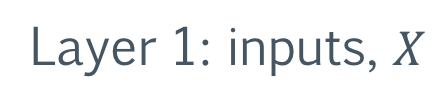 Layer 1: inputs, X